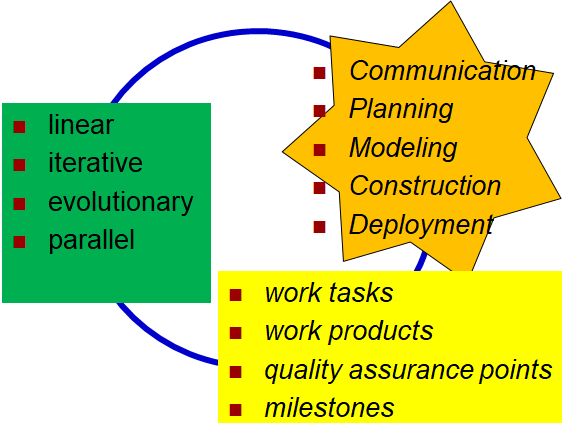 linear
iterative
evolutionary
parallel
Communication
Planning
Modeling
Construction
Deployment
work tasks
work products
quality assurance points
milestones